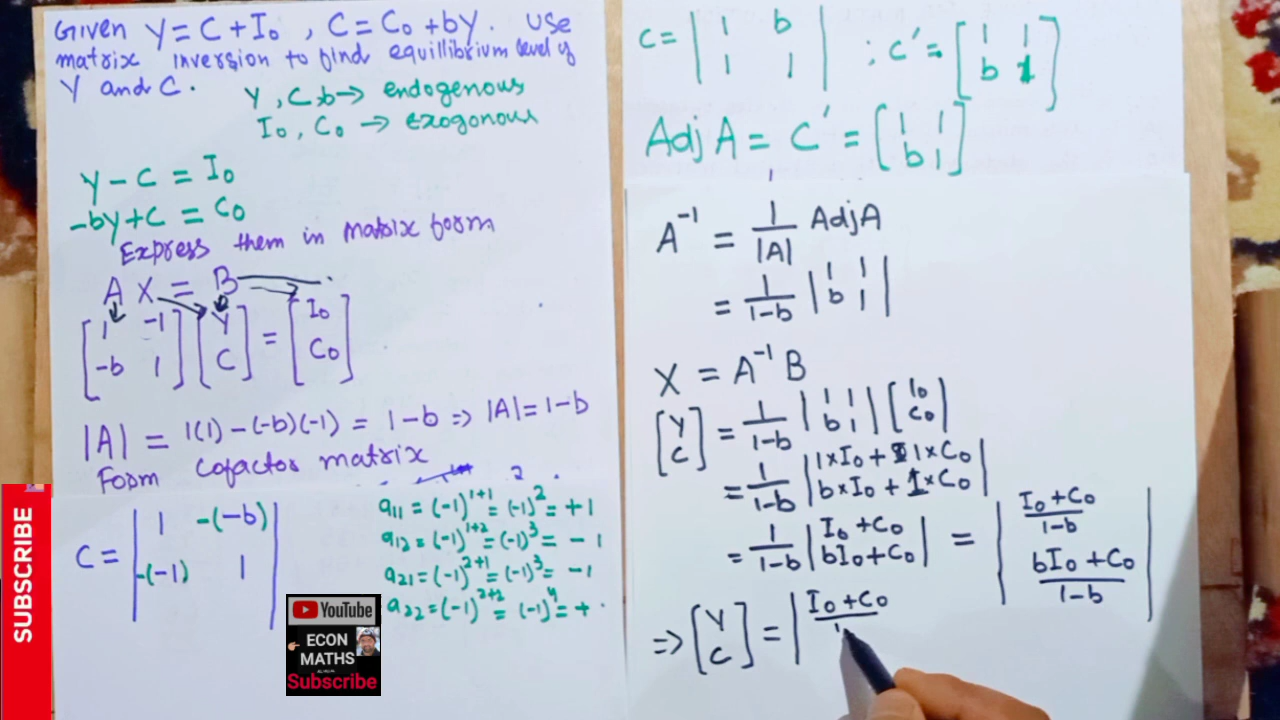 Given Y = C + I₀ , C = C₀ + bY. Use
matrix inversion to find equillibrium level of
Y and C.
Y, C, b → endogenous
I₀, C₀ → exogonous
Y - C = I₀
-bY + C = C₀
Express them in matrix form
A X = B
[1 -1; -b 1] [Y; C] = [I₀; C₀]
|A| = 1(1) - (-b)(-1) = 1-b ⇒ |A| = 1-b
Form Cofactor matrix
C = |1 -(-b); -(-1) 1|
a₁₁ = (-1)¹⁺¹ = (-1)² = +1
a₁₂ = (-1)¹⁺² = (-1)³ = -1
a₂₁ = (-1)²⁺¹ = (-1)³ = -1
a₂₂ = (-1)²⁺² = (-1)⁴ = +
SUBSCRIBE
YouTube
ECON
MATHS
Subscribe
C = |1 b; 1 1| ; C' = [1 1; b 1]
Adj A = C' = [1 1; b 1]
A⁻¹ = 1/|A| Adj A
= 1/(1-b) |1 1; b 1|
X = A⁻¹ B
[Y; C] = 1/(1-b) |1 1; b 1| [I₀; C₀]
= 1/(1-b) |1×I₀ + 1×C₀; b×I₀ + 1×C₀|
= 1/(1-b) |I₀ + C₀; bI₀ + C₀| = |(I₀ + C₀)/(1-b); (bI₀ + C₀)/(1-b)|
⇒ [Y; C] = |(I₀ + C₀)/1